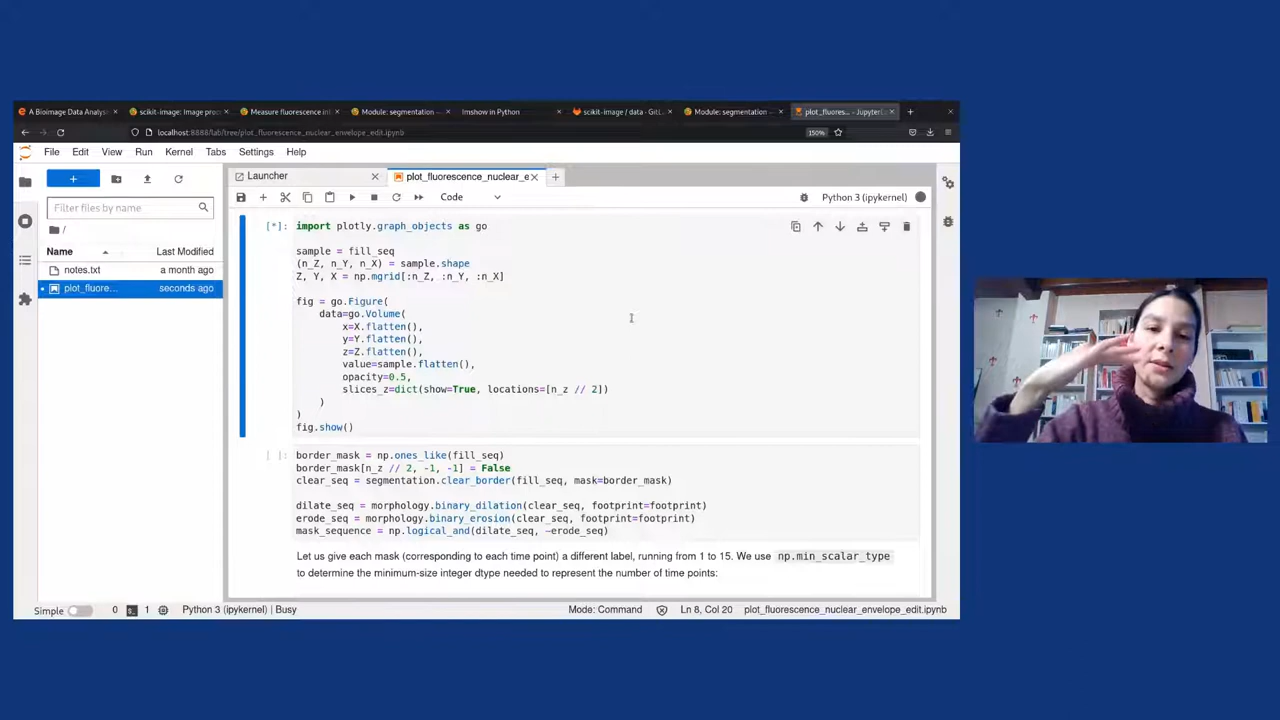 A Bioimage Data Analys
scikit-image: Image proc
Measure fluorescence in
Module: segmentation —
Imshow in Python
scikit-image / data · GitL
Module: segmentation —
plot_fluores… - JupyterL
localhost:8888/lab/tree/plot_fluorescence_nuclear_envelope_edit.ipynb
150%
File Edit View Run Kernel Tabs Settings Help
Launcher
plot_fluorescence_nuclear_e
Code
Python 3 (ipykernel)
Filter files by name
/
Name Last Modified
notes.txt a month ago
plot_fluore… seconds ago
[*]:
import plotly.graph_objects as go
sample = fill_seq
(n_Z, n_Y, n_X) = sample.shape
Z, Y, X = np.mgrid[:n_Z, :n_Y, :n_X]
fig = go.Figure(
data=go.Volume(
x=X.flatten(),
y=Y.flatten(),
z=Z.flatten(),
value=sample.flatten(),
opacity=0.5,
slices_z=dict(show=True, locations=[n_z // 2])
)
)
fig.show()
[ ]:
border_mask = np.ones_like(fill_seq)
border_mask[n_z // 2, -1, -1] = False
clear_seq = segmentation.clear_border(fill_seq, mask=border_mask)
dilate_seq = morphology.binary_dilation(clear_seq, footprint=footprint)
erode_seq = morphology.binary_erosion(clear_seq, footprint=footprint)
mask_sequence = np.logical_and(dilate_seq, ~erode_seq)
Let us give each mask (corresponding to each time point) a different label, running from 1 to 15. We use np.min_scalar_type
to determine the minimum-size integer dtype needed to represent the number of time points:
Simple
0
1
Python 3 (ipykernel) | Busy
Mode: Command
Ln 8, Col 20
plot_fluorescence_nuclear_envelope_edit.ipynb